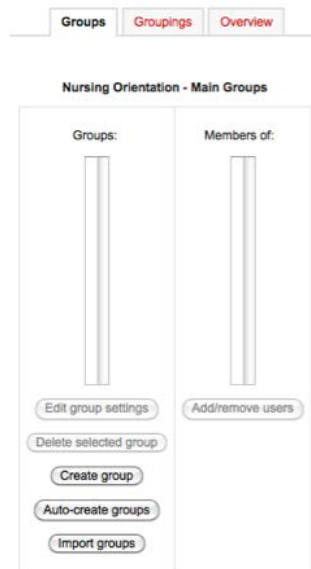 Groups Groupings Overview
Nursing Orientation - Main Groups
Groups: Members of:
Edit group settings Add/remove users
Delete selected group
Create group
Auto-create groups
Import groups